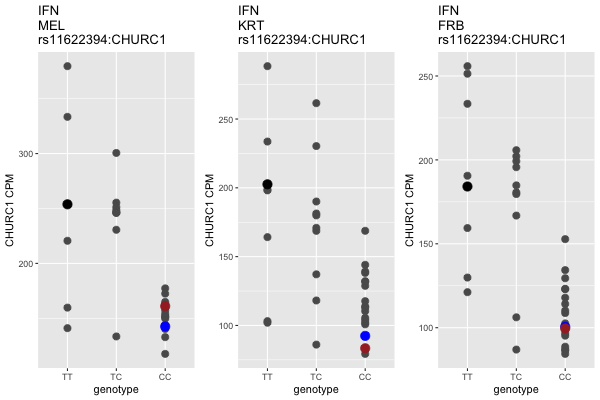 IFN
MEL
rs11622394:CHURC1
CHURC1 CPM
300
200
TT
TC
CC
genotype
IFN
KRT
rs11622394:CHURC1
CHURC1 CPM
250
200
150
100
TT
TC
CC
genotype
IFN
FRB
rs11622394:CHURC1
CHURC1 CPM
250
200
150
100
TT
TC
CC
genotype